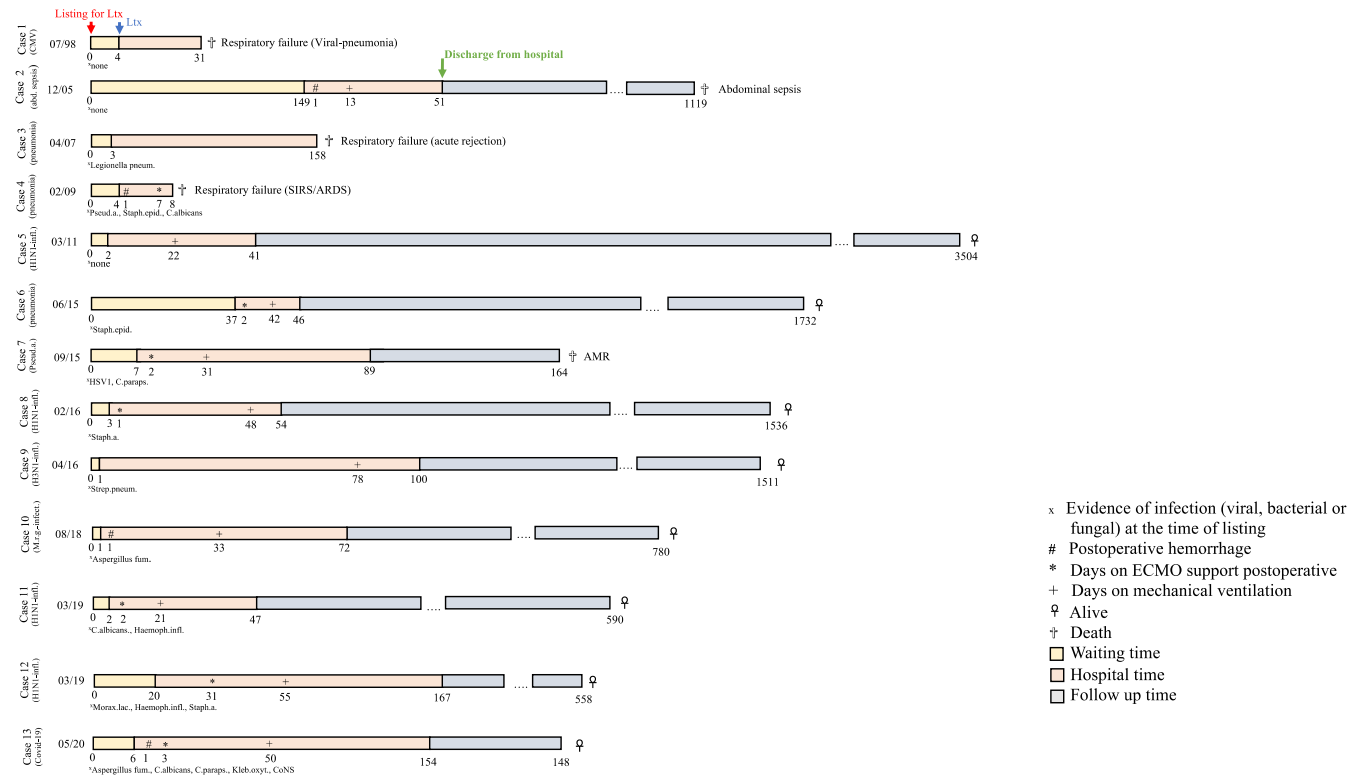 Listing for Ltx
Ltx
Case 1
(CMV)
07/98
† Respiratory failure (Viral-pneumonia)
0 4 31
ˣnone
Discharge from hospital
Case 2
(abd. sepsis)
12/05
# +
....
† Abdominal sepsis
0 149 1 13 51 1119
ˣnone
Case 3
(pneumonia)
04/07
† Respiratory failure (acute rejection)
0 3 158
ˣLegionella pneum.
Case 4
(pneumonia)
02/09
# *
† Respiratory failure (SIRS/ARDS)
0 4 1 7 8
ˣPseud.a., Staph.epid., C.albicans
Case 5
(H1N1-infl.)
03/11
+
....
0 2 22 41 3504
ˣnone
Case 6
(pneumonia)
06/15
* +
....
0 37 2 42 46 1732
ˣStaph.epid.
Case 7
(Pseud.a.)
09/15
* +
† AMR
0 7 2 31 89 164
ˣHSV1, C.paraps.
Case 8
(H1N1-infl.)
02/16
* +
....
0 3 1 48 54 1536
ˣStaph.a.
Case 9
(H3N1-infl.)
04/16
+
....
0 1 78 100 1511
ˣStrep.pneum.
Case 10
(M.r.g.-infect.)
08/18
# +
....
0 1 1 33 72 780
ˣAspergillus fum.
Case 11
(H1N1-infl.)
03/19
* +
....
0 2 2 21 47 590
ˣC.albicans., Haemoph.infl.
Case 12
(H1N1-infl.)
03/19
* +
....
0 20 31 55 167 558
ˣMorax.lac., Haemoph.infl., Staph.a.
Case 13
(Covid-19)
05/20
# * +
0 6 1 3 50 154 148
ˣAspergillus fum., C.albicans, C.paraps., Kleb.oxyt., CoNS
x Evidence of infection (viral, bacterial or
fungal) at the time of listing
# Postoperative hemorrhage
* Days on ECMO support postoperative
+ Days on mechanical ventilation
Alive
† Death
Waiting time
Hospital time
Follow up time